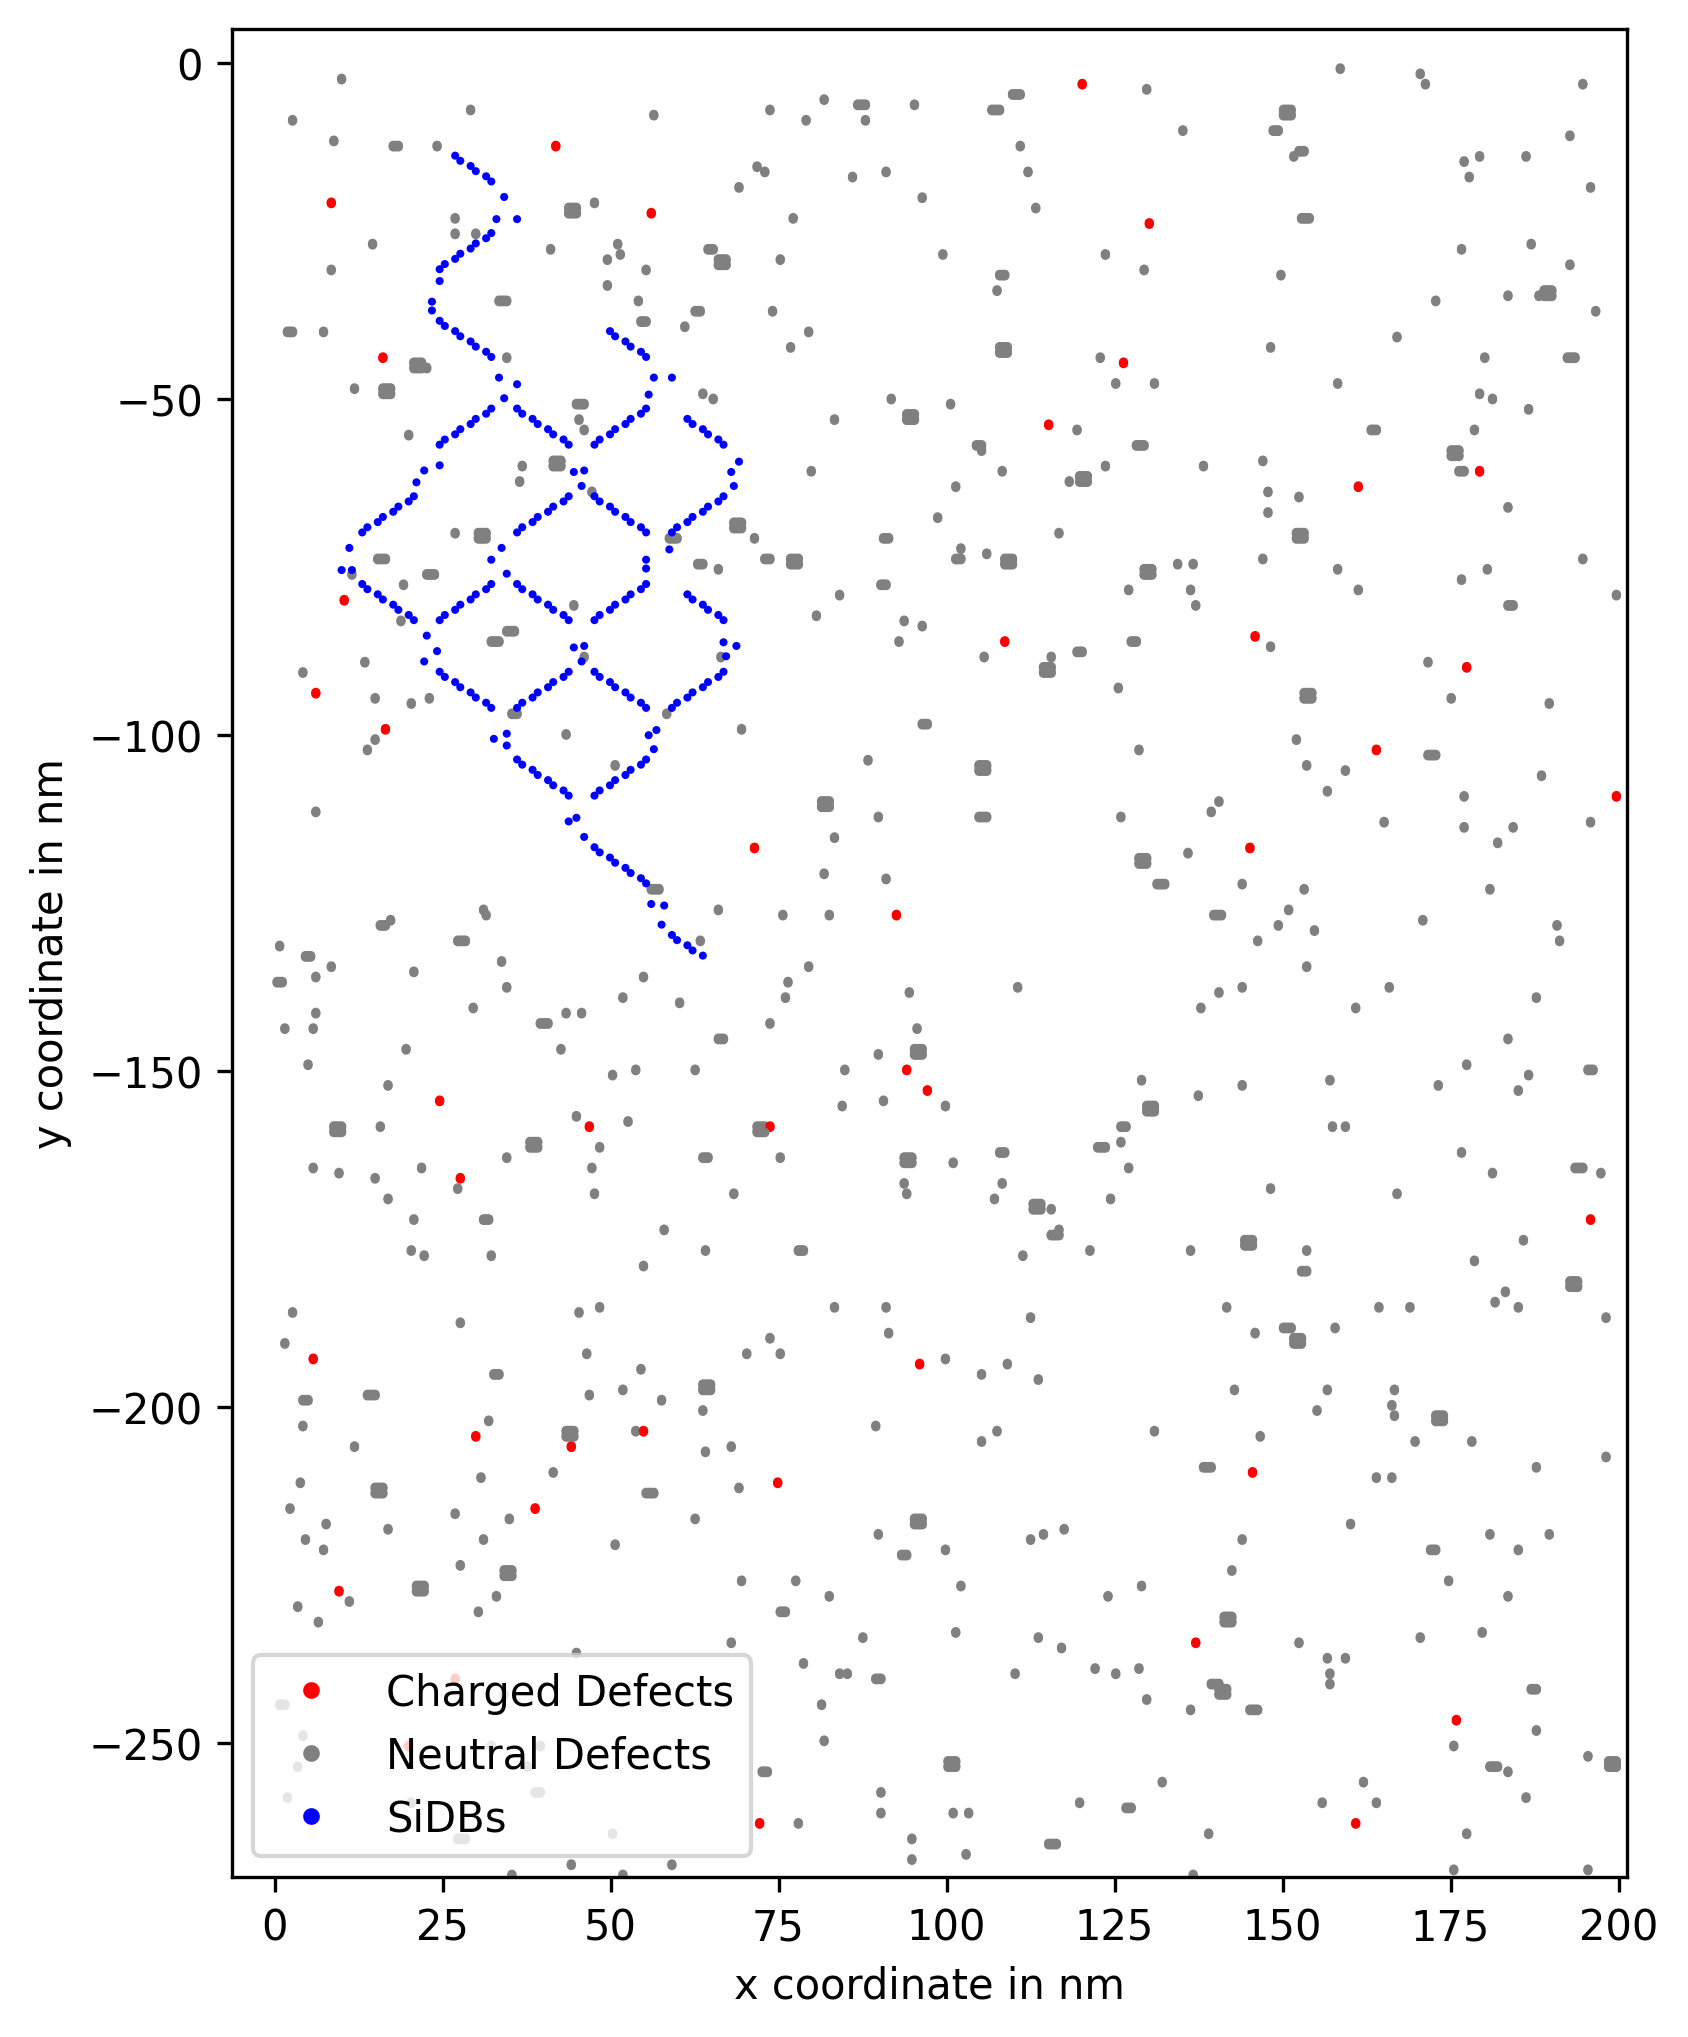 0
−50
−100
−150
−200
−250
y coordinate in nm
Charged Defects
Neutral Defects
SiDBs
0 25 50 75 100 125 150 175 200
x coordinate in nm